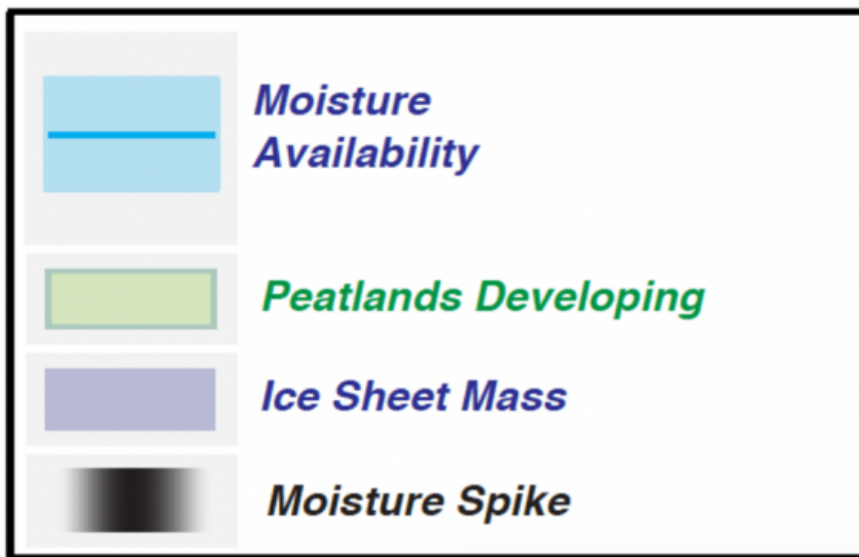 Moisture
Availability
Peatlands Developing
Ice Sheet Mass
Moisture Spike